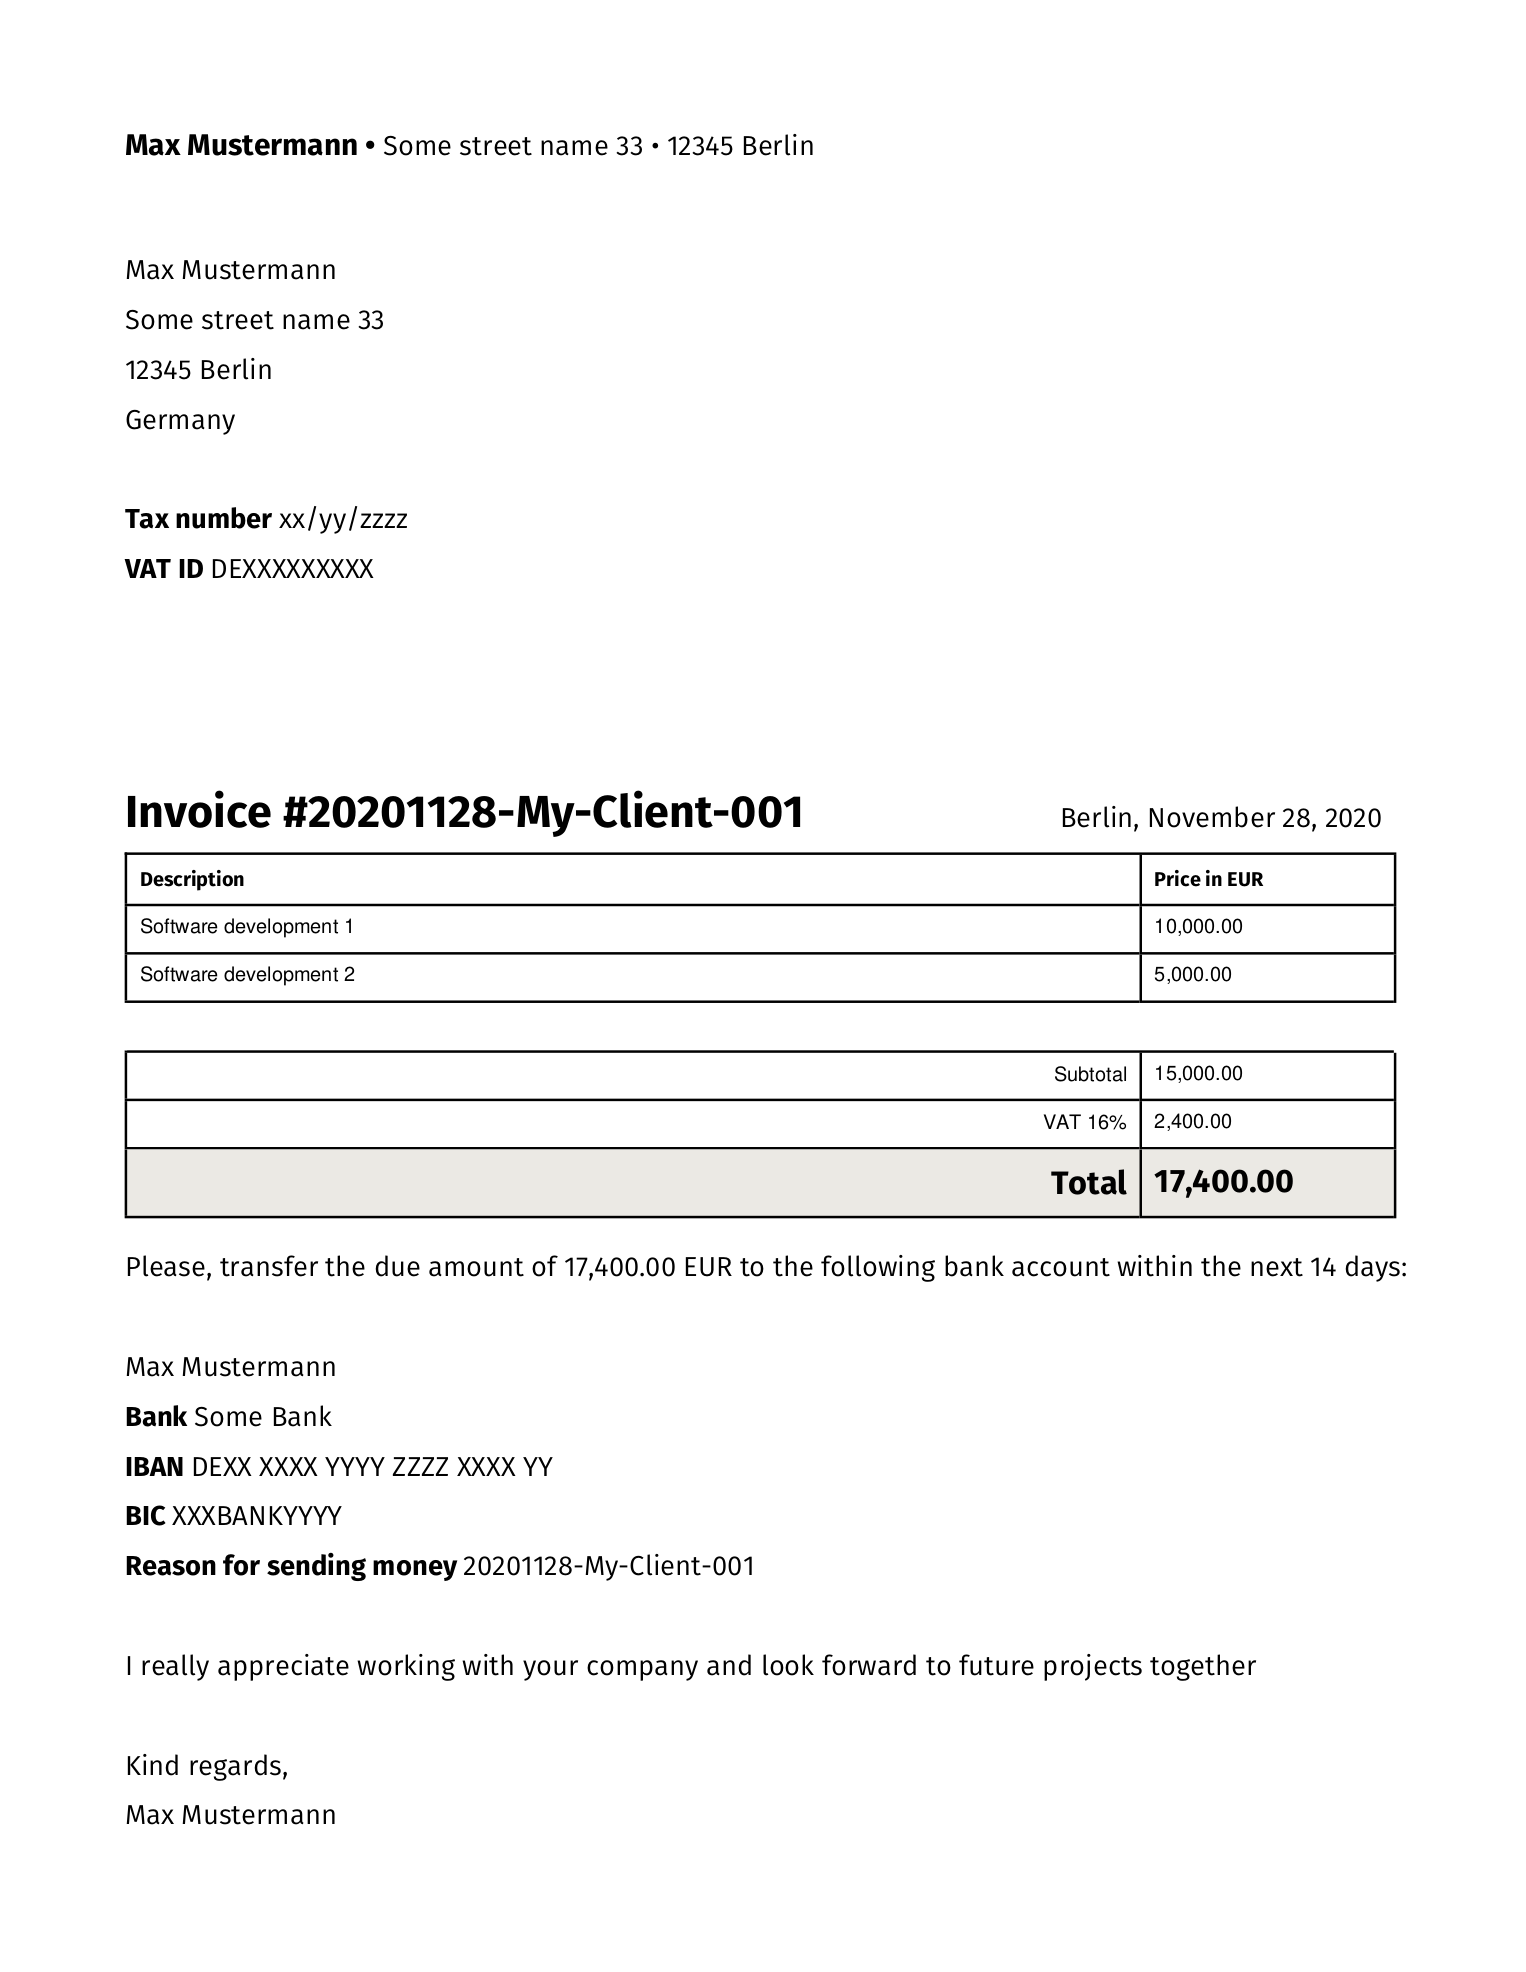 Max Mustermann • Some street name 33 • 12345 Berlin
Max Mustermann
Some street name 33
12345 Berlin
Germany
Tax number xx/yy/zzzz
VAT ID DEXXXXXXXXX
Invoice #20201128-My-Client-001 Berlin, November 28, 2020
Description Price in EUR
Software development 1 10,000.00
Software development 2 5,000.00
Subtotal 15,000.00
VAT 16% 2,400.00
Total 17,400.00
Please, transfer the due amount of 17,400.00 EUR to the following bank account within the next 14 days:
Max Mustermann
Bank Some Bank
IBAN DEXX XXXX YYYY ZZZZ XXXX YY
BIC XXXBANKYYYY
Reason for sending money 20201128-My-Client-001
I really appreciate working with your company and look forward to future projects together
Kind regards,
Max Mustermann